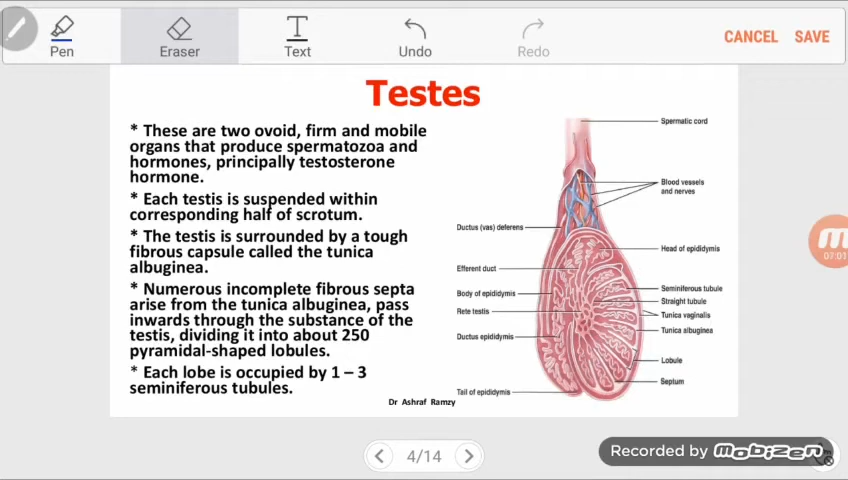 Pen
Eraser
Text
Undo
Redo
CANCEL
SAVE
Testes
* These are two ovoid, firm and mobile
organs that produce spermatozoa and
hormones, principally testosterone
hormone.
* Each testis is suspended within
corresponding half of scrotum.
* The testis is surrounded by a tough
fibrous capsule called the tunica
albuginea.
* Numerous incomplete fibrous septa
arise from the tunica albuginea, pass
inwards through the substance of the
testis, dividing it into about 250
pyramidal-shaped lobules.
* Each lobe is occupied by 1 – 3
seminiferous tubules.
Spermatic cord
Blood vessels
and nerves
Ductus (vas) deferens
Head of epididymis
Efferent duct
Body of epididymis
Rete testis
Ductus epididymis
Tail of epididymis
Seminiferous tubule
Straight tubule
Tunica vaginalis
Tunica albuginea
Lobule
Septum
Dr Ashraf Ramzy
07:01
4/14
Recorded by Mobizen